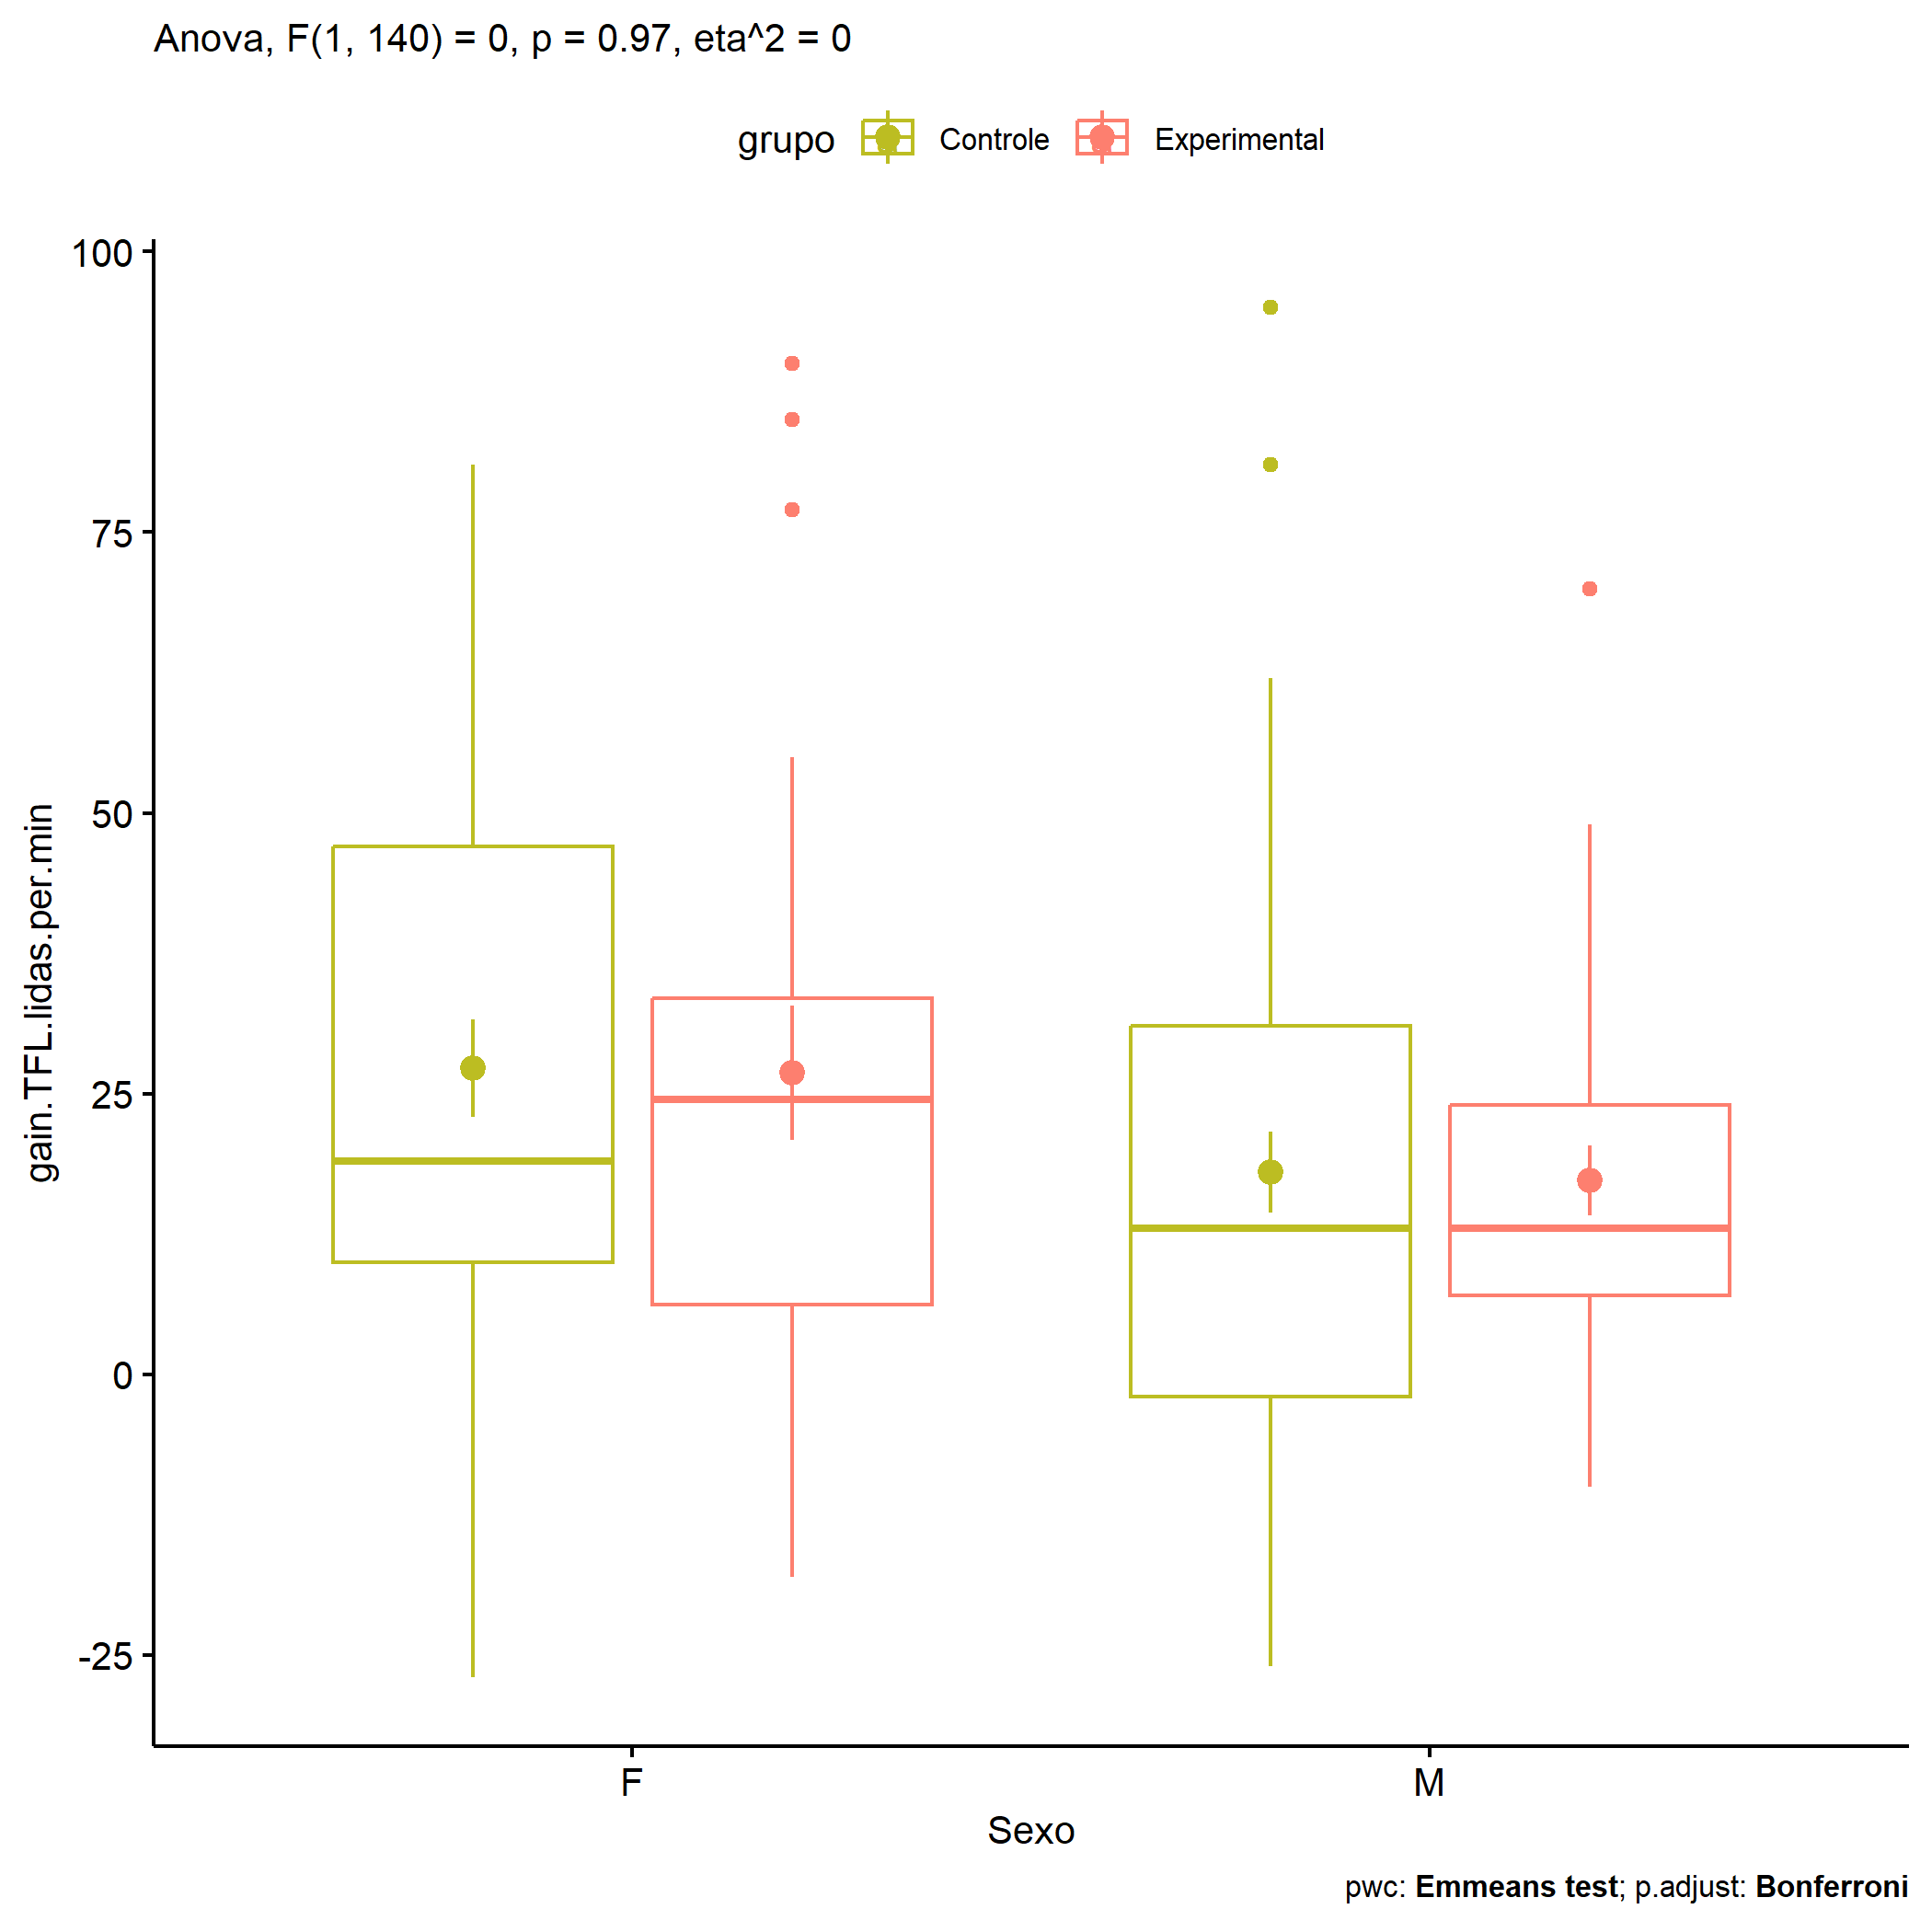 Anova, F(1, 140) = 0, p = 0.97, eta^2 = 0
grupo Controle Experimental
100
75
50
25
0
-25
gain.TFL.lidas.per.min
F M
Sexo
pwc: Emmeans test; p.adjust: Bonferroni